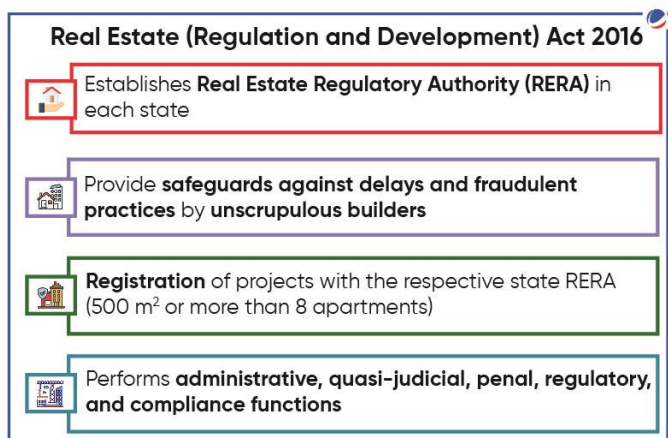 Real Estate (Regulation and Development) Act 2016
Establishes Real Estate Regulatory Authority (RERA) in
each state
Provide safeguards against delays and fraudulent
practices by unscrupulous builders
Registration of projects with the respective state RERA
(500 m² or more than 8 apartments)
Performs administrative, quasi-judicial, penal, regulatory,
and compliance functions